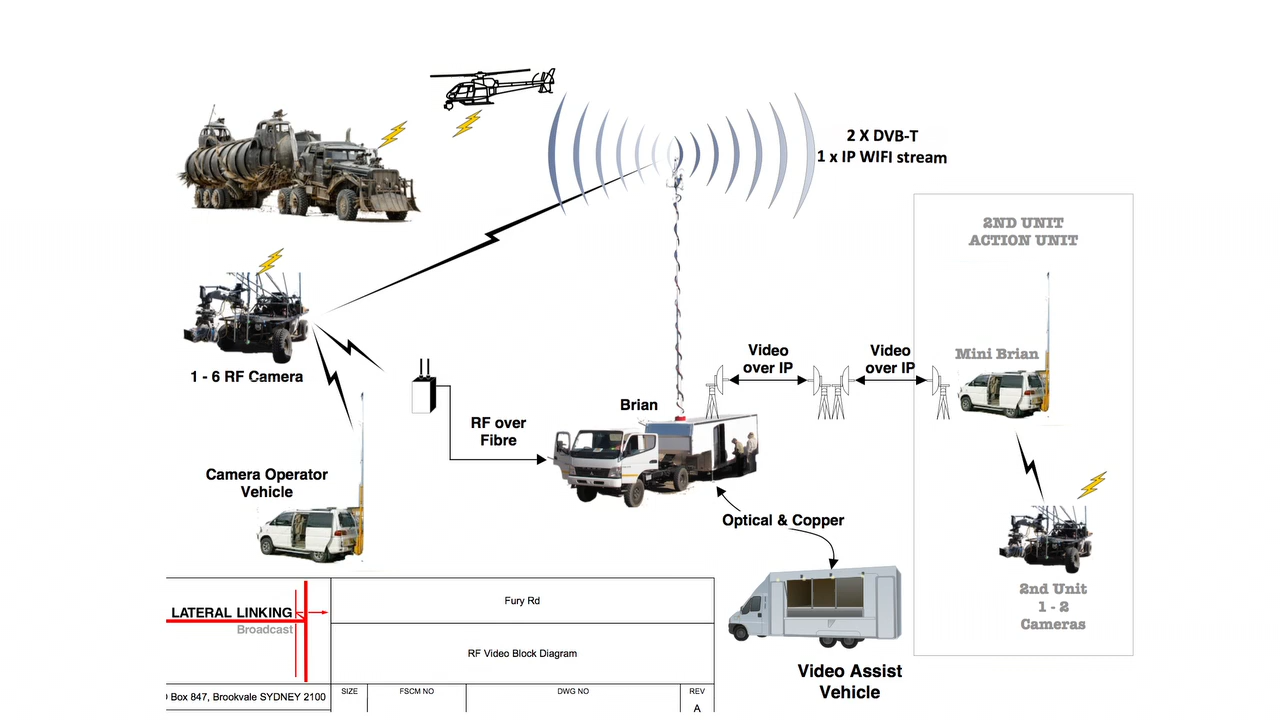 2 X DVB-T
1 x IP WIFI stream
2ND UNIT
ACTION UNIT
Video
over IP
Video
over IP
Mini Brian
1 - 6 RF Camera
Brian
RF over
Fibre
Camera Operator
Vehicle
Optical & Copper
2nd Unit
1 - 2
Cameras
LATERAL LINKING
Broadcast
Fury Rd
RF Video Block Diagram
Video Assist
Vehicle
Box 847, Brookvale SYDNEY 2100
SIZE
FSCM NO
DWG NO
REV
A